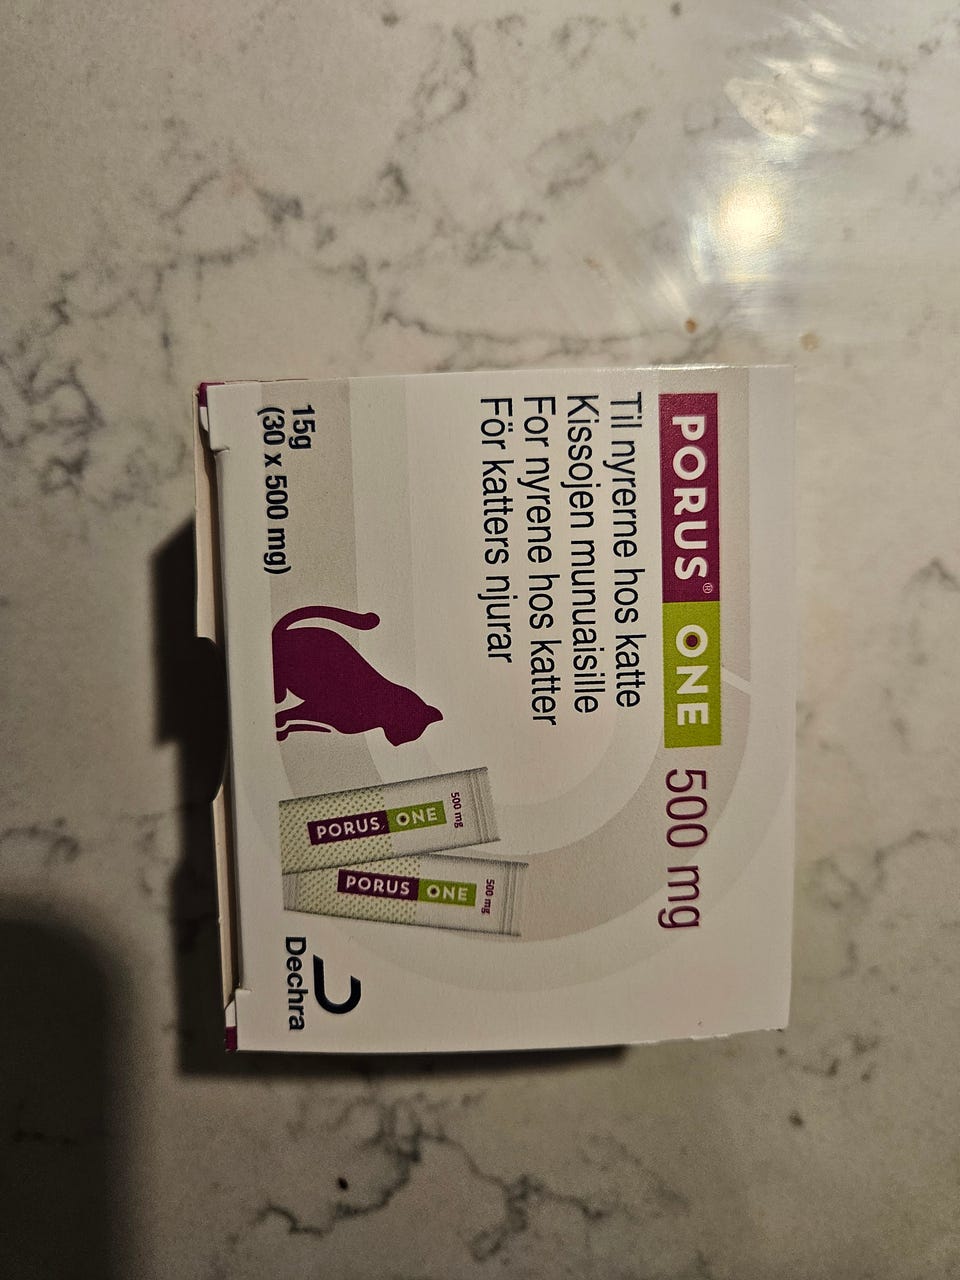 PORUS® ONE 500 mg
Til nyrerne hos katte
Kissojen munuaisille
For nyrene hos katter
För katters njurar
15g
(30 x 500 mg)
PORUS ONE 500 mg
PORUS ONE 500 mg
Dechra